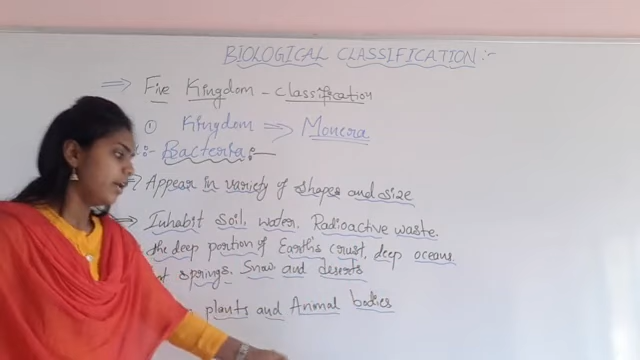 BIOLOGICAL CLASSIFICATION :-
⇒ Five Kingdom - Classification
① Kingdom ⇒ Monera
:- Bacteria :-
⇒ Appear in variety of shapes and size
⇒ Inhabit soil, water, Radioactive waste.
the deep portion of Earth's crust, deep oceans.
springs. Snow and deserts
plants and Animal bodies